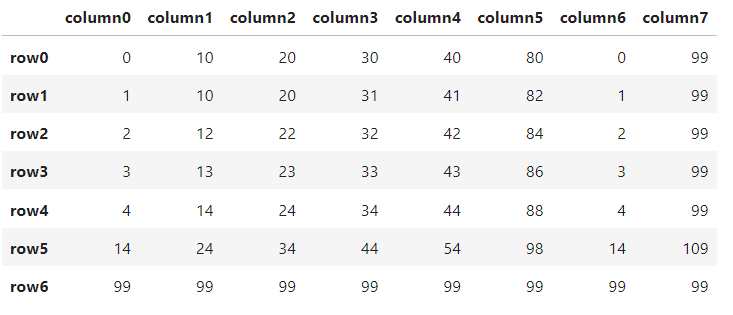 column0 column1 column2 column3 column4 column5 column6 column7
row0 0 10 20 30 40 80 0 99
row1 1 10 20 31 41 82 1 99
row2 2 12 22 32 42 84 2 99
row3 3 13 23 33 43 86 3 99
row4 4 14 24 34 44 88 4 99
row5 14 24 34 44 54 98 14 109
row6 99 99 99 99 99 99 99 99